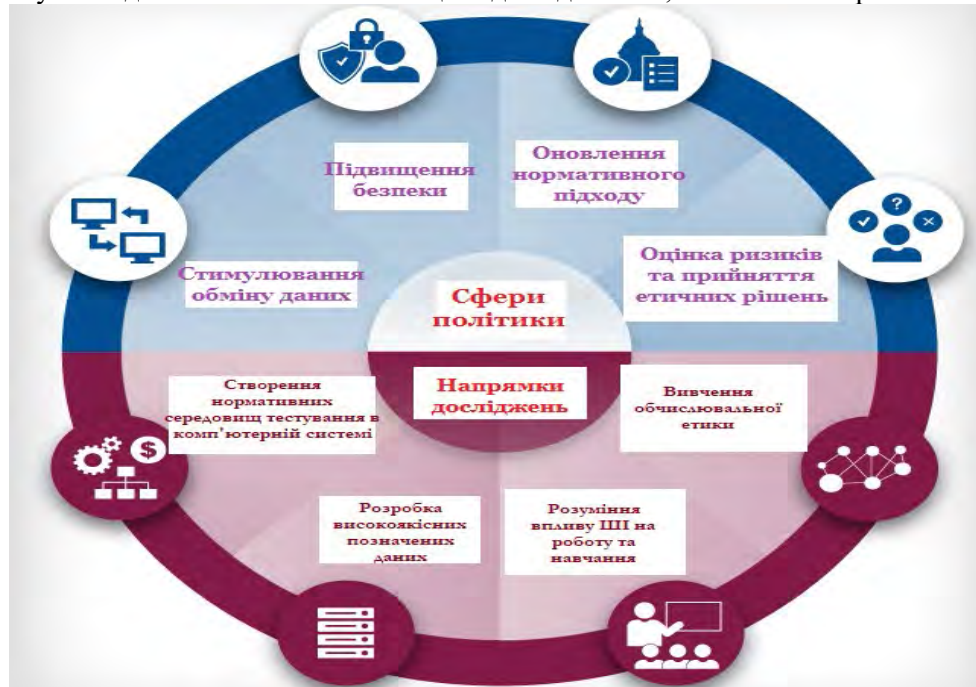 Підвищення
безпеки
Оновлення
нормативного
підходу
Стимулювання
обміну даних
Оцінка ризиків
та прийняття
етичних рішень
Сфери
політики
Напрямки
досліджень
Створення
нормативних
середовищ тестування в
комп’ютерній системі
Вивчення
обчислювальної
етики
Розробка
високоякісних
позначених
даних
Розуміння
впливу ШІ на
роботу та
навчання